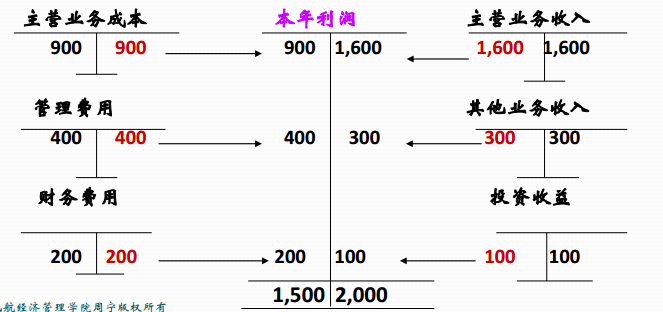 主营业务成本 本年利润 主营业务收入
900 900 900 1,600 1,600 1,600
管理费用 其他业务收入
400 400 400 300 300 300
财务费用 投资收益
200 200 200 100 100 100
1,500 2,000
航经济管理学院周宁版权所有